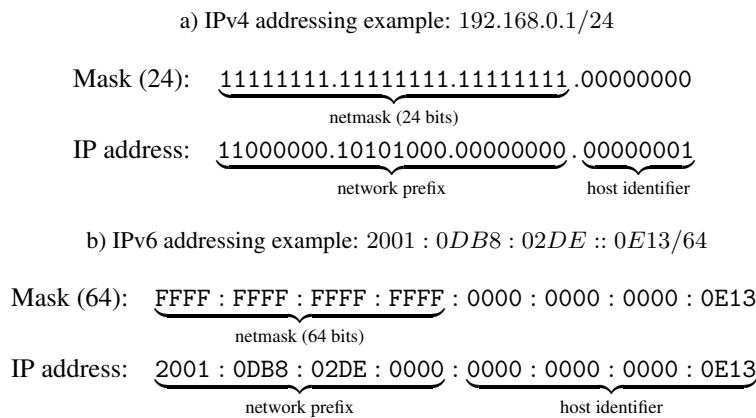 a) IPv4 addressing example: 192.168.0.1/24
Mask (24): 11111111.11111111.11111111.00000000
netmask (24 bits)
IP address: 11000000.10101000.00000000.00000001
network prefix host identifier
b) IPv6 addressing example: 2001 : 0DB8 : 02DE :: 0E13/64
Mask (64): FFFF : FFFF : FFFF : FFFF : 0000 : 0000 : 0000 : 0E13
netmask (64 bits)
IP address: 2001 : 0DB8 : 02DE : 0000 : 0000 : 0000 : 0000 : 0E13
network prefix host identifier